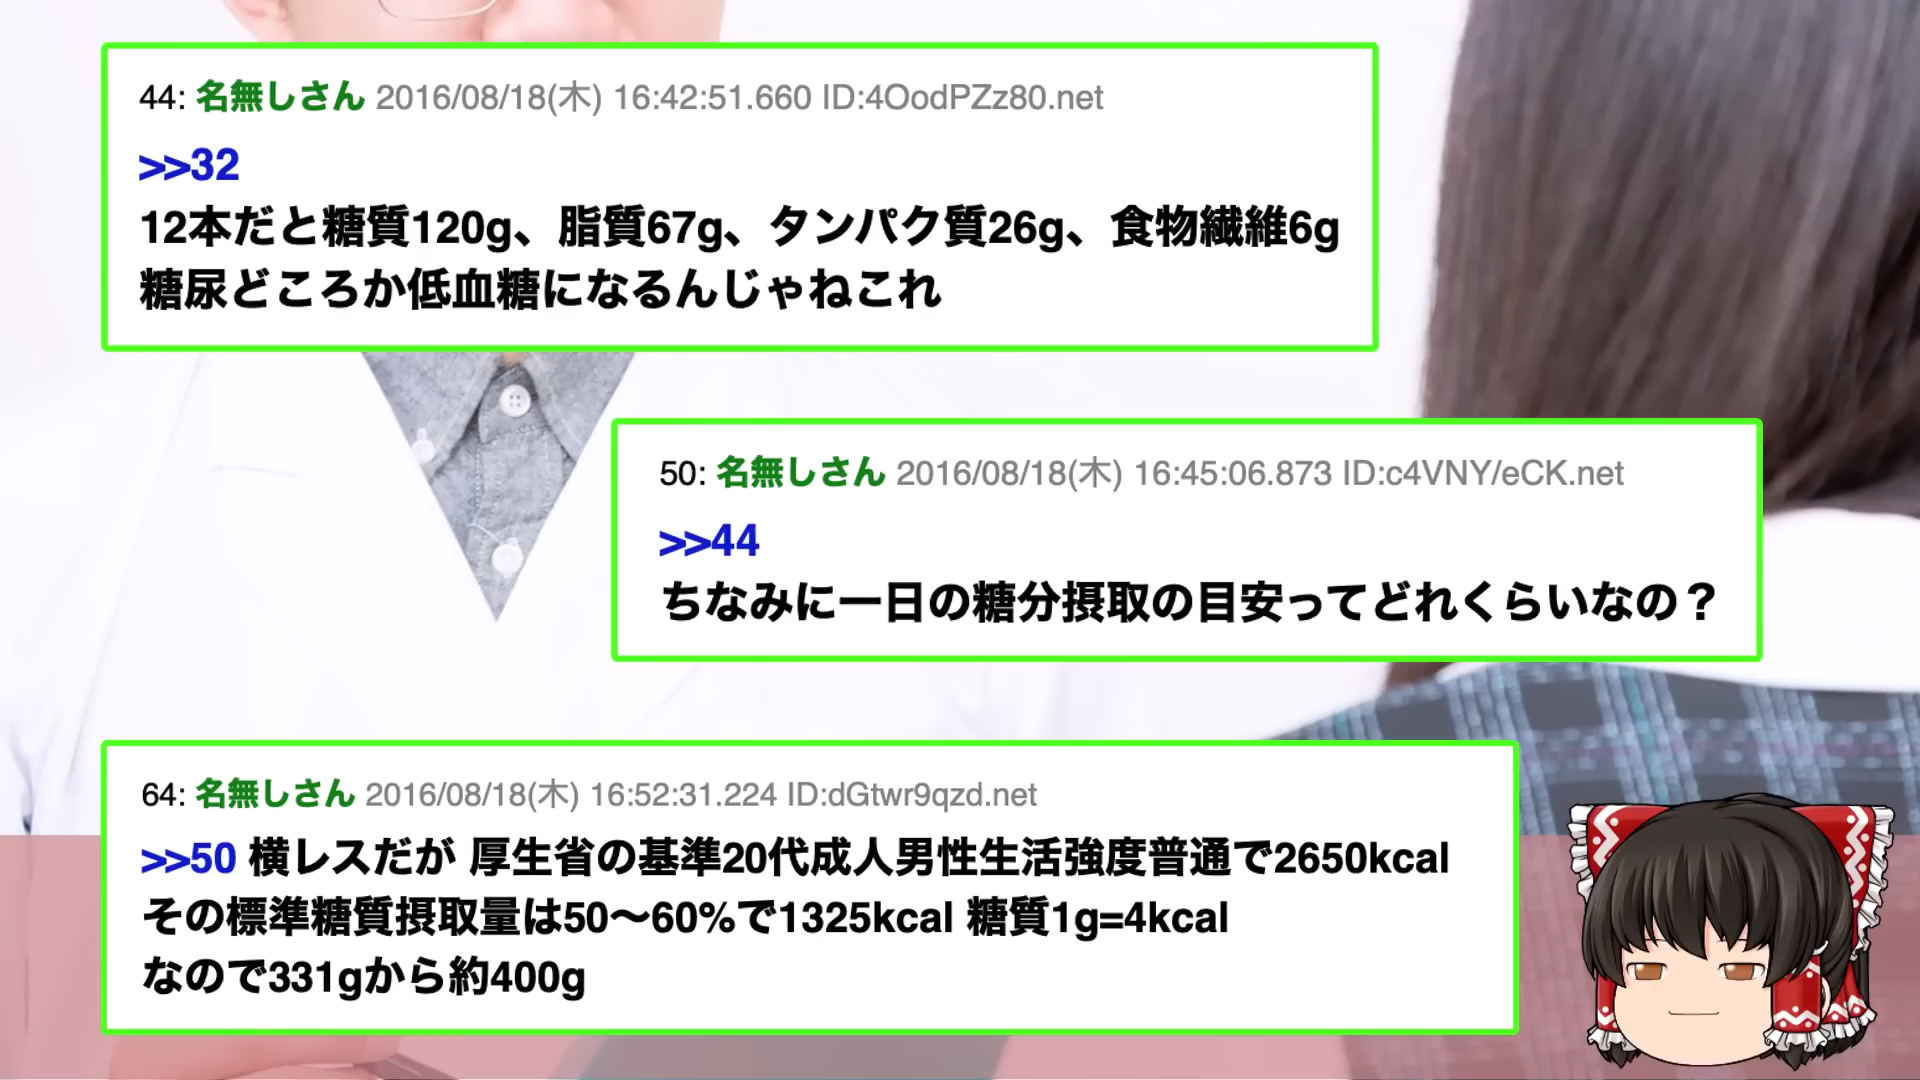 44: 名無しさん 2016/08/18(木) 16:42:51.660 ID:4OodPZz80.net
>>32
12本だと糖質120g、脂質67g、タンパク質26g、食物繊維6g
糖尿どころか低血糖になるんじゃねこれ
50: 名無しさん 2016/08/18(木) 16:45:06.873 ID:c4VNY/eCK.net
>>44
ちなみに一日の糖分摂取の目安ってどれくらいなの？
64: 名無しさん 2016/08/18(木) 16:52:31.224 ID:dGtwr9qzd.net
>>50 横レスだが 厚生省の基準20代成人男性生活強度普通で2650kcal
その標準糖質摂取量は50〜60%で1325kcal 糖質1g=4kcal
なので331gから約400g